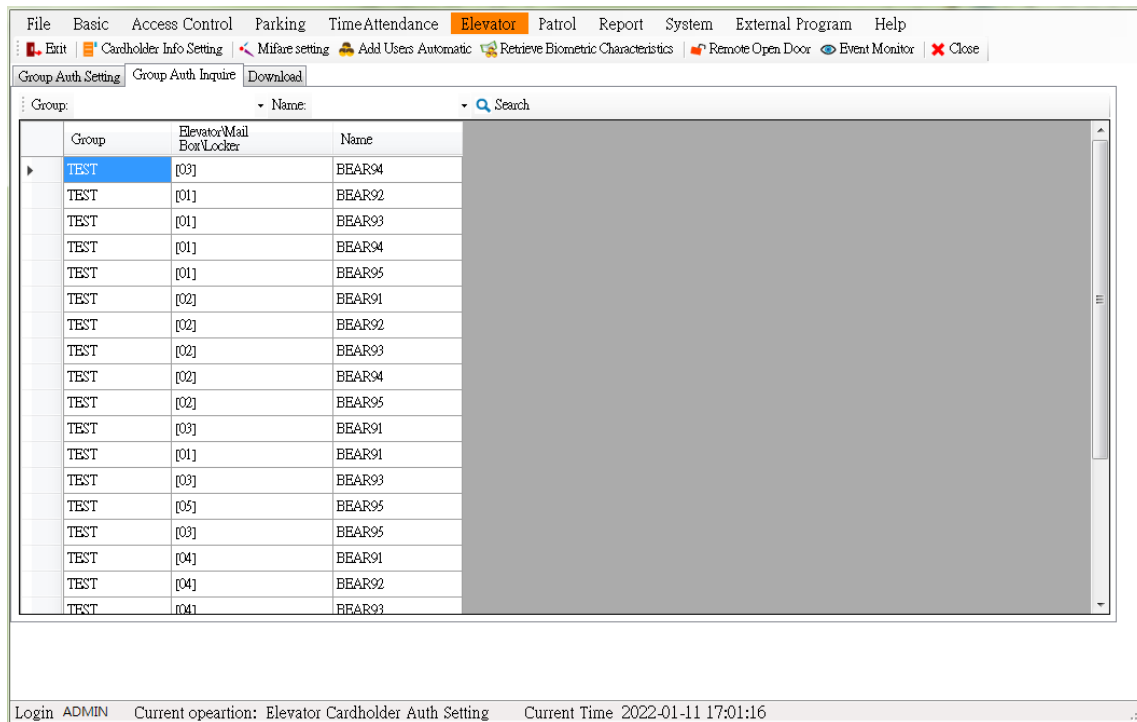 File Basic Access Control Parking TimeAttendance Elevator Patrol Report System External Program Help
Exit Cardholder Info Setting Mifare setting Add Users Automatic Retrieve Biometric Characteristics Remote Open Door Event Monitor Close
Group Auth Setting Group Auth Inquire Download
Group: Name: Search
Group Elevator\Mail Box\Locker Name
TEST [03] BEAR94
TEST [01] BEAR92
TEST [01] BEAR93
TEST [01] BEAR94
TEST [01] BEAR95
TEST [02] BEAR91
TEST [02] BEAR92
TEST [02] BEAR93
TEST [02] BEAR94
TEST [02] BEAR95
TEST [03] BEAR91
TEST [01] BEAR91
TEST [03] BEAR93
TEST [05] BEAR95
TEST [03] BEAR95
TEST [04] BEAR91
TEST [04] BEAR92
TEST [04] BEAR93
Login ADMIN Current opeartion: Elevator Cardholder Auth Setting Current Time 2022-01-11 17:01:16